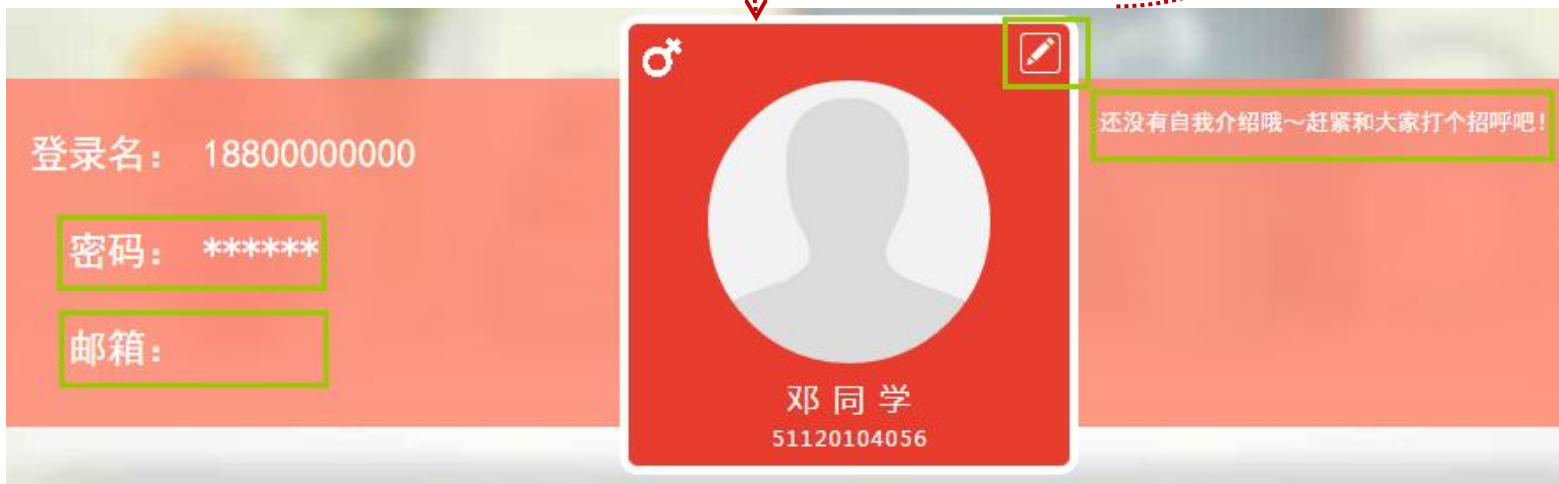 登录名： 18800000000
密码： ******
邮箱：
邓同学
51120104056
还没有自我介绍哦～赶紧和大家打个招呼吧！